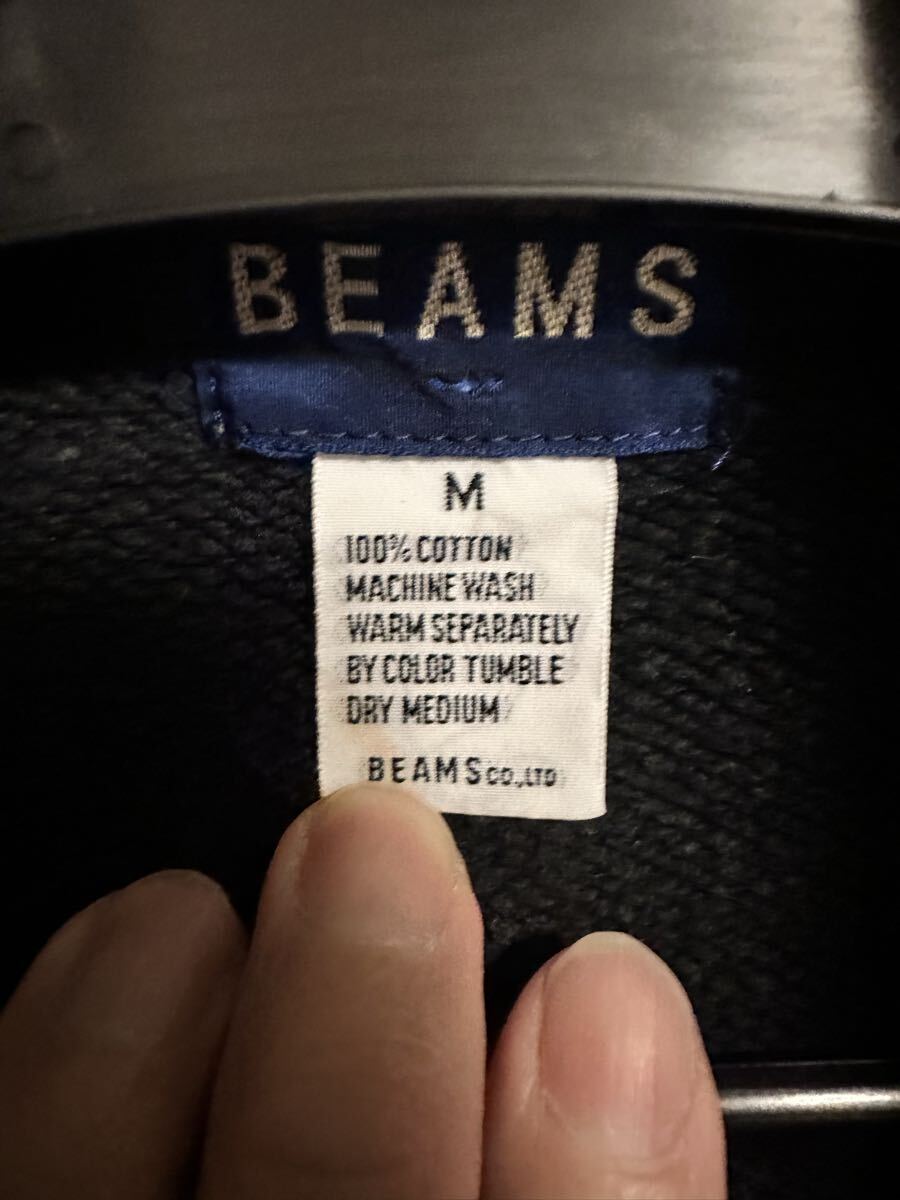 BEAMS
M
100% COTTON
MACHINE WASH
WARM SEPARATELY
BY COLOR TUMBLE
DRY MEDIUM
BEAMS CO.,LTD